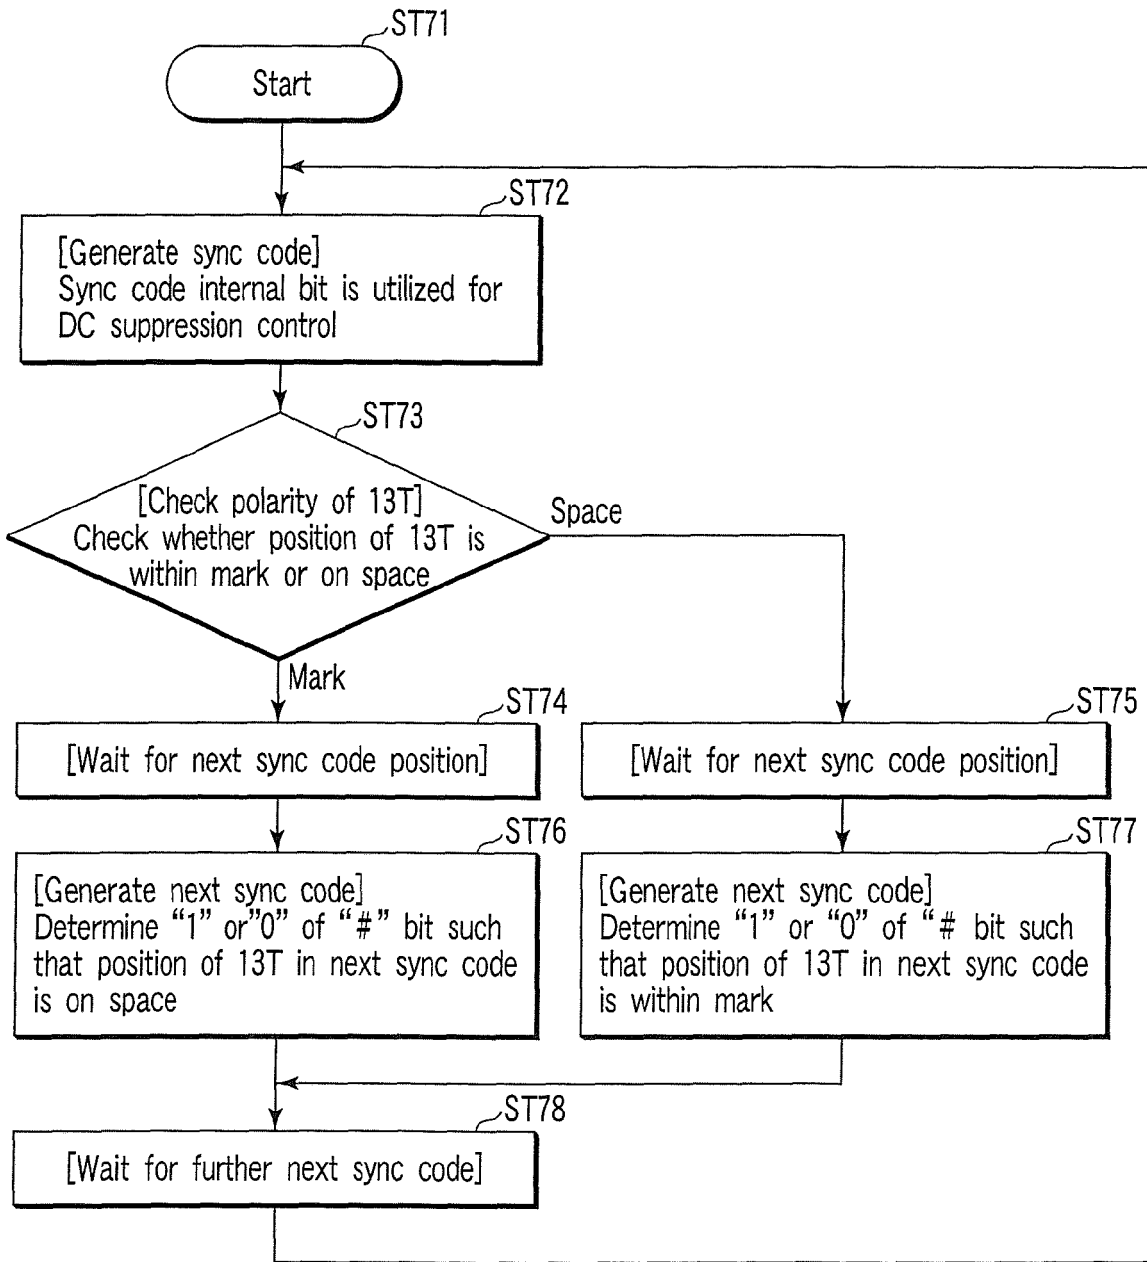 ST71
Start
ST72
[Generate sync code]
Sync code internal bit is utilized for
DC suppression control
ST73
[Check polarity of 13T]
Check whether position of 13T is
within mark or on space
Space
Mark
ST74
[Wait for next sync code position]
ST75
[Wait for next sync code position]
ST76
[Generate next sync code]
Determine “1” or”0” of “#” bit such
that position of 13T in next sync code
is on space
ST77
[Generate next sync code]
Determine “1” or “0” of “# bit such
that position of 13T in next sync code
is within mark
ST78
[Wait for further next sync code]